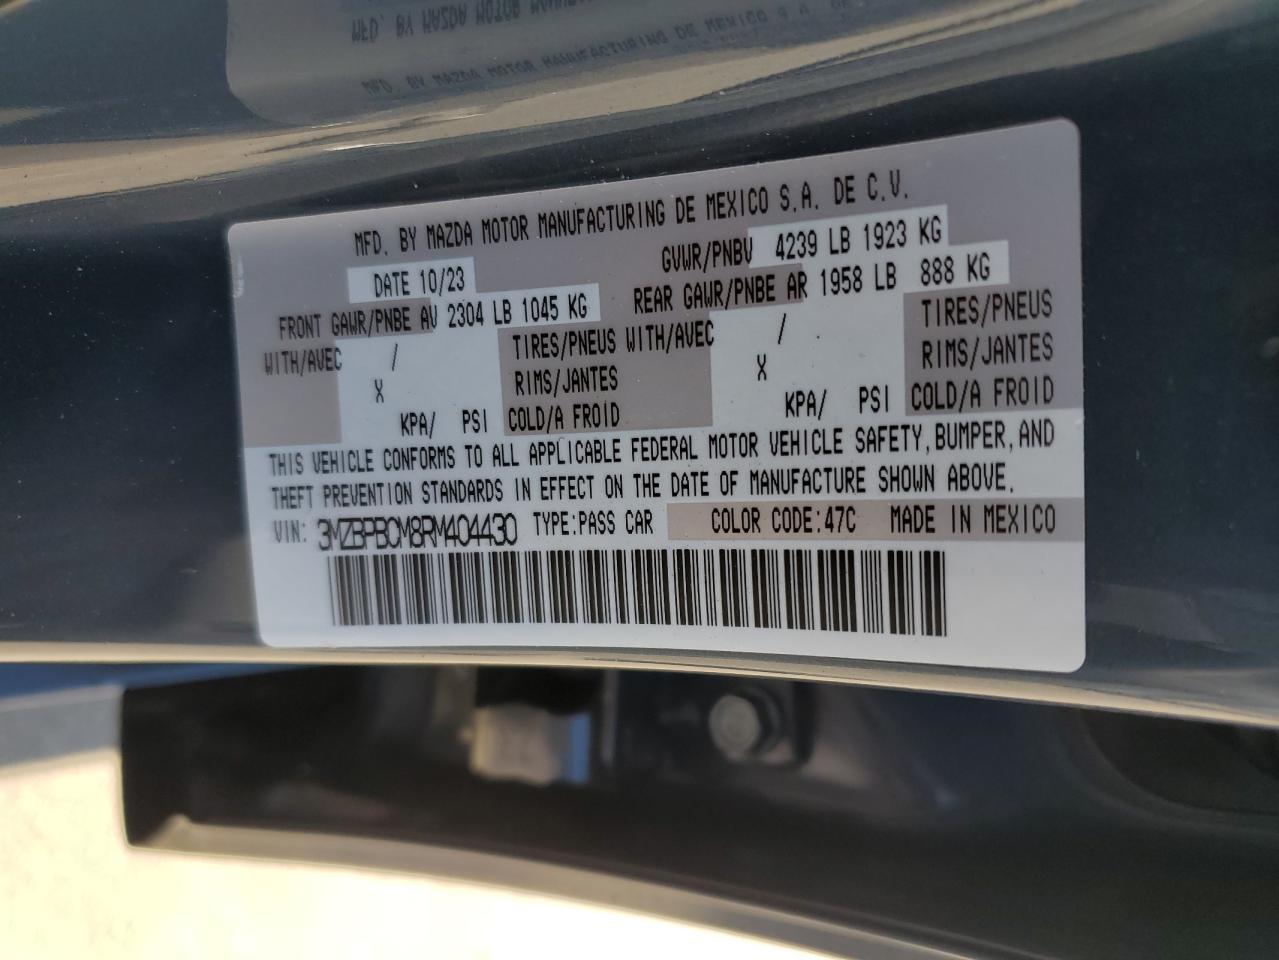 MFD. BY MAZDA MOTOR MANUFACTURING DE MEXICO S.A. DE C.V.
DATE 10/23 GVWR/PNBV 4239 LB 1923 KG
FRONT GAWR/PNBE AV 2304 LB 1045 KG REAR GAWR/PNBE AR 1958 LB 888 KG
WITH/AVEC / TIRES/PNEUS WITH/AVEC / TIRES/PNEUS
X RIMS/JANTES X RIMS/JANTES
KPA/ PSI COLD/A FROID KPA/ PSI COLD/A FROID
THIS VEHICLE CONFORMS TO ALL APPLICABLE FEDERAL MOTOR VEHICLE SAFETY, BUMPER, AND
THEFT PREVENTION STANDARDS IN EFFECT ON THE DATE OF MANUFACTURE SHOWN ABOVE.
VIN: 3MZBPBCM8RM404430 TYPE:PASS CAR COLOR CODE:47C MADE IN MEXICO